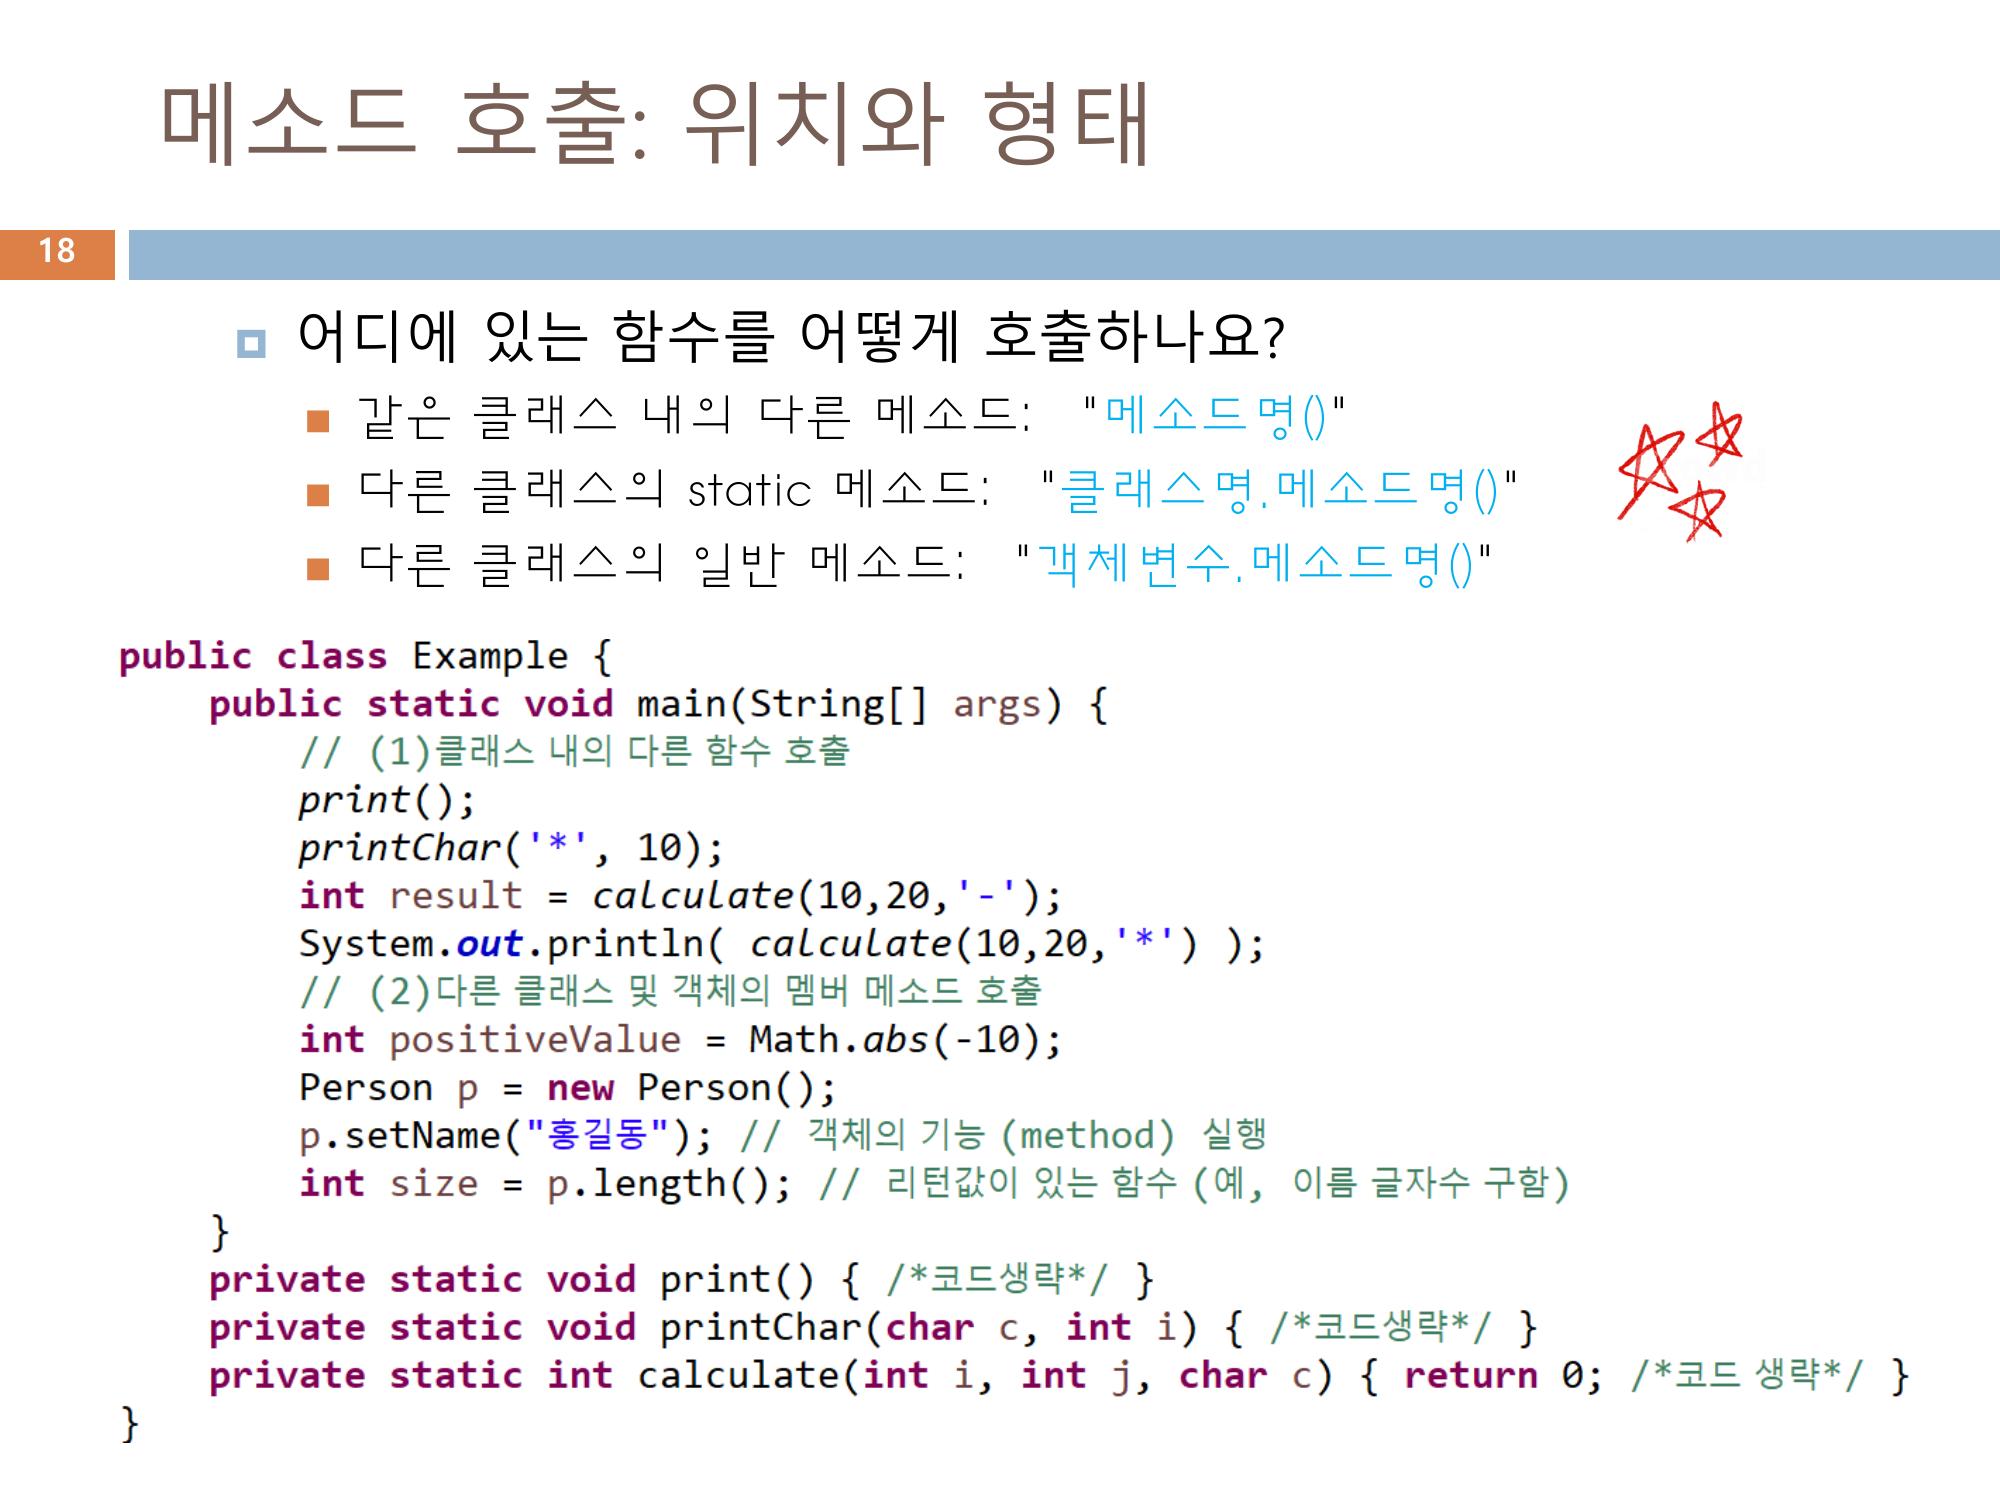 메소드 호출: 위치와 형태
18
어디에 있는 함수를 어떻게 호출하나요?
같은 클래스 내의 다른 메소드: "메소드명()"
다른 클래스의 static 메소드: "클래스명.메소드명()"
다른 클래스의 일반 메소드: "객체변수.메소드명()"
public class Example {
    public static void main(String[] args) {
        // (1)클래스 내의 다른 함수 호출
        print();
        printChar('*', 10);
        int result = calculate(10,20,'-');
        System.out.println( calculate(10,20,'*') );
        // (2)다른 클래스 및 객체의 멤버 메소드 호출
        int positiveValue = Math.abs(-10);
        Person p = new Person();
        p.setName("홍길동"); // 객체의 기능(method) 실행
        int size = p.length(); // 리턴값이 있는 함수(예, 이름 글자수 구함)
    }
    private static void print() { /*코드생략*/ }
    private static void printChar(char c, int i) { /*코드생략*/ }
    private static int calculate(int i, int j, char c) { return 0; /*코드 생략*/ }
}